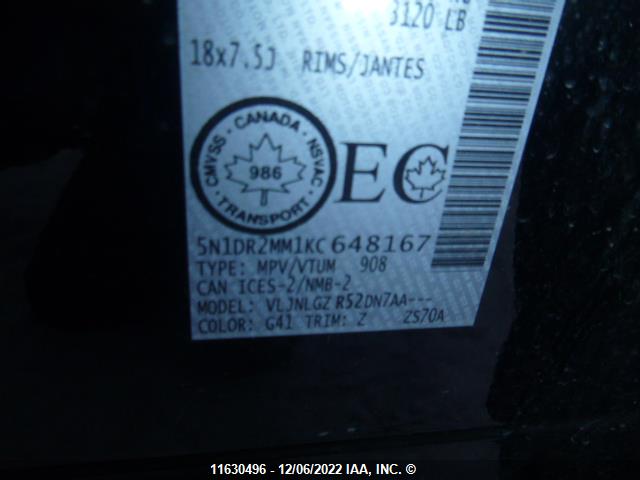 3120 LB
18x7.5J RIMS/JANTES
CANADA
CMVSS NSVAC
986
TRANSPORT
EC
5N1DR2MM1KC648167
TYPE: MPV/VTUM 908
CAN ICES-2/NMB-2
MODEL: VLJNLGZ R52DN7AA---
COLOR: G41 TRIM: Z ZS70A
11630496 - 12/06/2022 IAA, Inc. ©